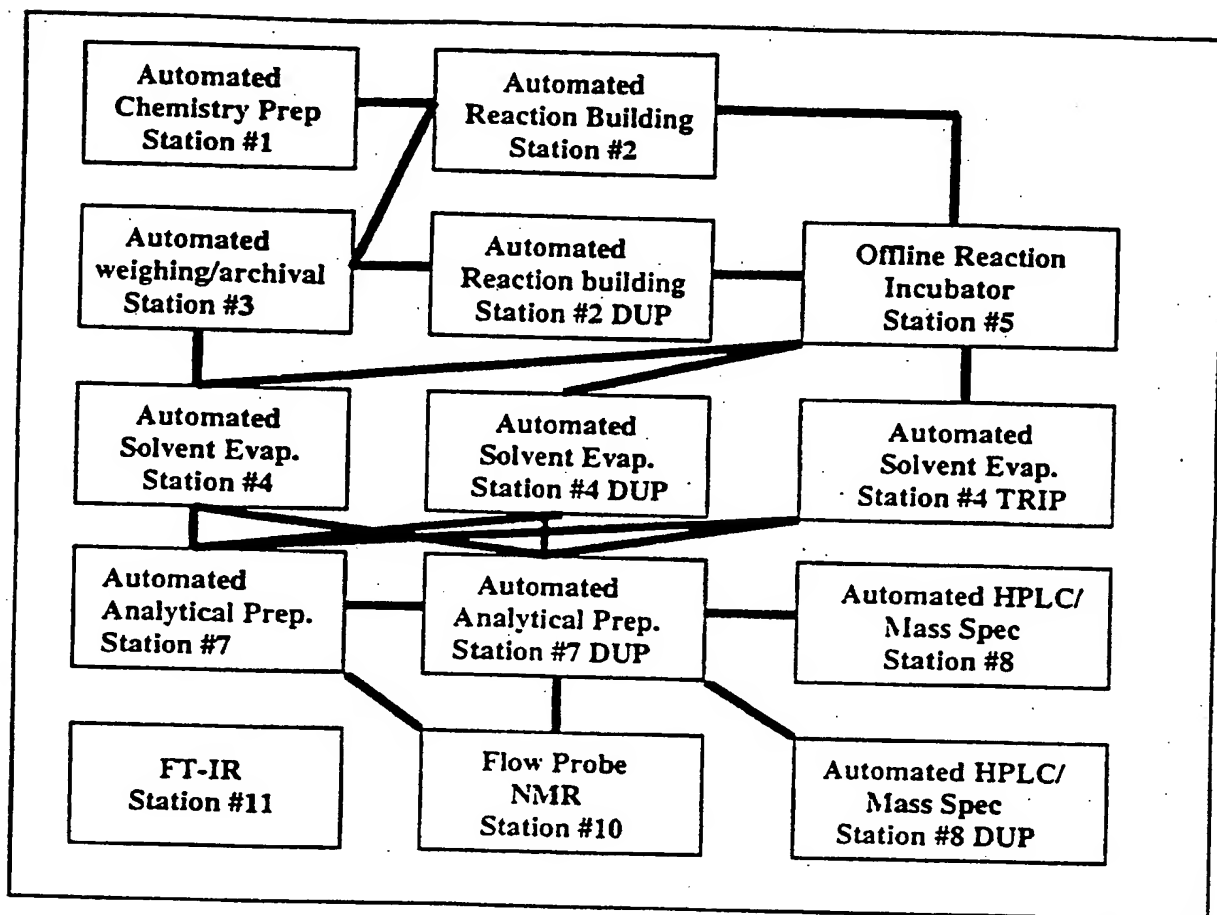 Automated
Chemistry Prep
Station #1
Automated
Reaction Building
Station #2
Automated
weighing/archival
Station #3
Automated
Reaction building
Station #2 DUP
Offline Reaction
Incubator
Station #5
Automated
Solvent Evap.
Station #4
Automated
Solvent Evap.
Station #4 DUP
Automated
Solvent Evap.
Station #4 TRIP
Automated
Analytical Prep.
Station #7
Automated
Analytical Prep.
Station #7 DUP
Automated HPLC/
Mass Spec
Station #8
FT-IR
Station #11
Flow Probe
NMR
Station #10
Automated HPLC/
Mass Spec
Station #8 DUP